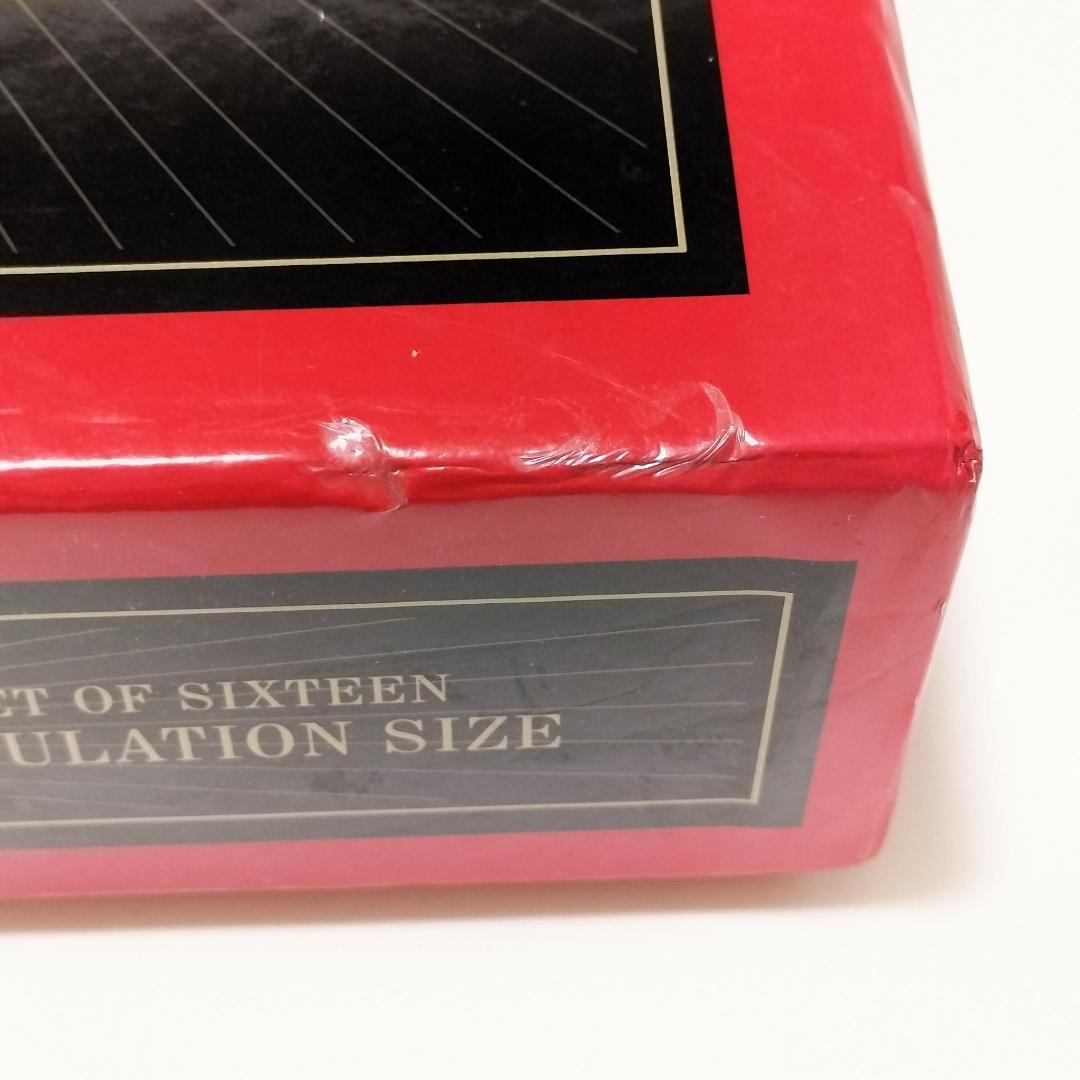 ET OF SIXTEEN
ULATION SIZE